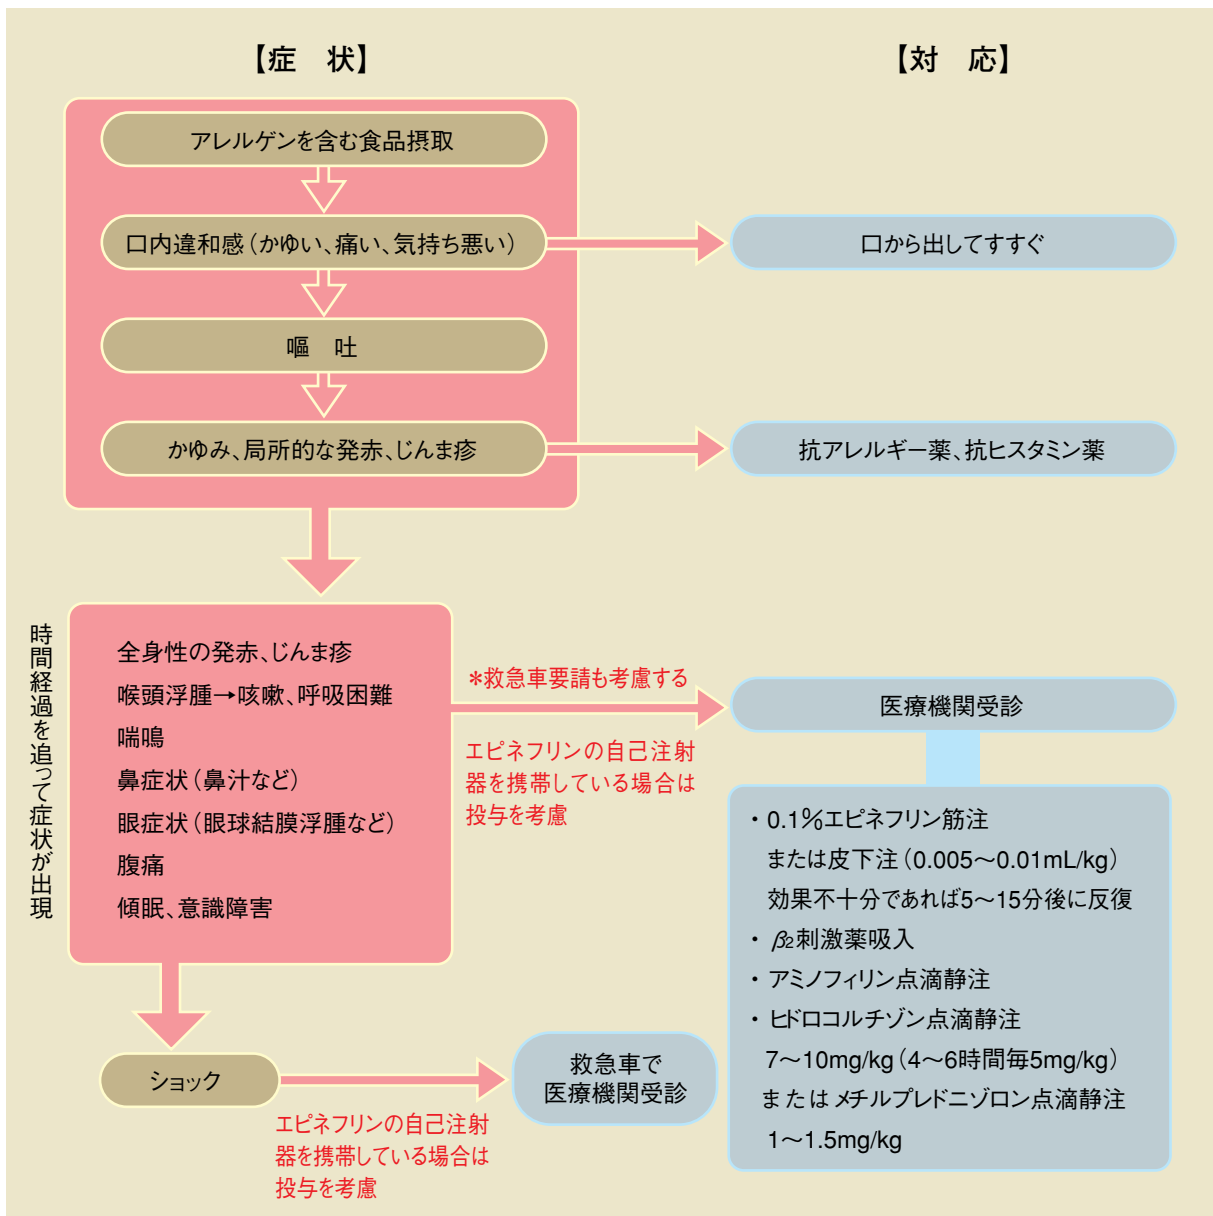 【症　状】
【対　応】
アレルゲンを含む食品摂取
口内違和感（かゆい、痛い、気持ち悪い）
口から出してすすぐ
嘔　吐
かゆみ、局所的な発赤、じんま疹
抗アレルギー薬、抗ヒスタミン薬
時間経過を追って症状が出現
全身性の発赤、じんま疹
喉頭浮腫→咳嗽、呼吸困難
喘鳴
鼻症状（鼻汁など）
眼症状（眼球結膜浮腫など）
腹痛
傾眠、意識障害
＊救急車要請も考慮する
エピネフリンの自己注射
器を携帯している場合は
投与を考慮
医療機関受診
・0.1％エピネフリン筋注
または皮下注（0.005〜0.01mL/kg）
効果不十分であれば5〜15分後に反復
・β2刺激薬吸入
・アミノフィリン点滴静注
・ヒドロコルチゾン点滴静注
7〜10mg/kg（4〜6時間毎5mg/kg）
またはメチルプレドニゾロン点滴静注
1〜1.5mg/kg
ショック
エピネフリンの自己注射
器を携帯している場合は
投与を考慮
救急車で
医療機関受診